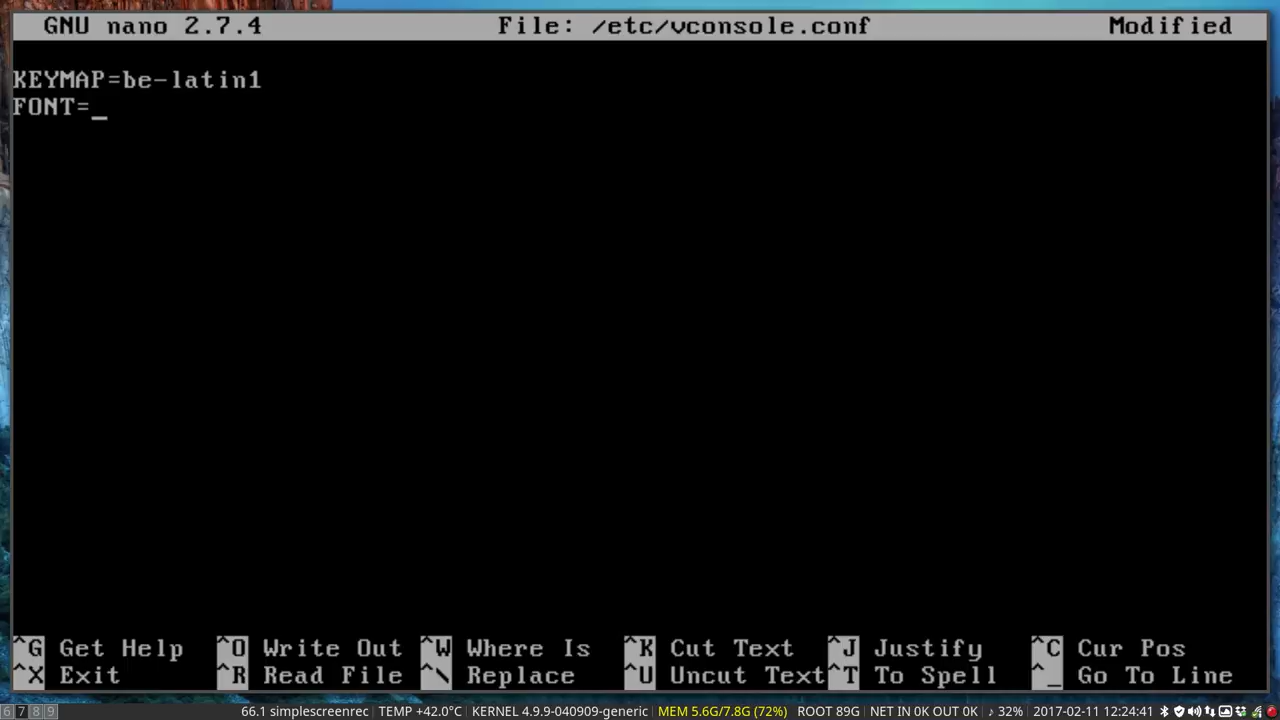 GNU nano 2.7.4 File: /etc/vconsole.conf Modified
KEYMAP=be-latin1
FONT=_
^G Get Help ^O Write Out ^W Where Is ^K Cut Text ^J Justify ^C Cur Pos
^X Exit ^R Read File ^\ Replace ^U Uncut Text ^T To Spell ^_ Go To Line
6 7 8 9 66.1 simplescreenrec TEMP +42.0°C KERNEL 4.9.9-040909-generic MEM 5.6G/7.8G (72%) ROOT 89G NET IN 0K OUT 0K ♪ 32% 2017-02-11 12:24:41